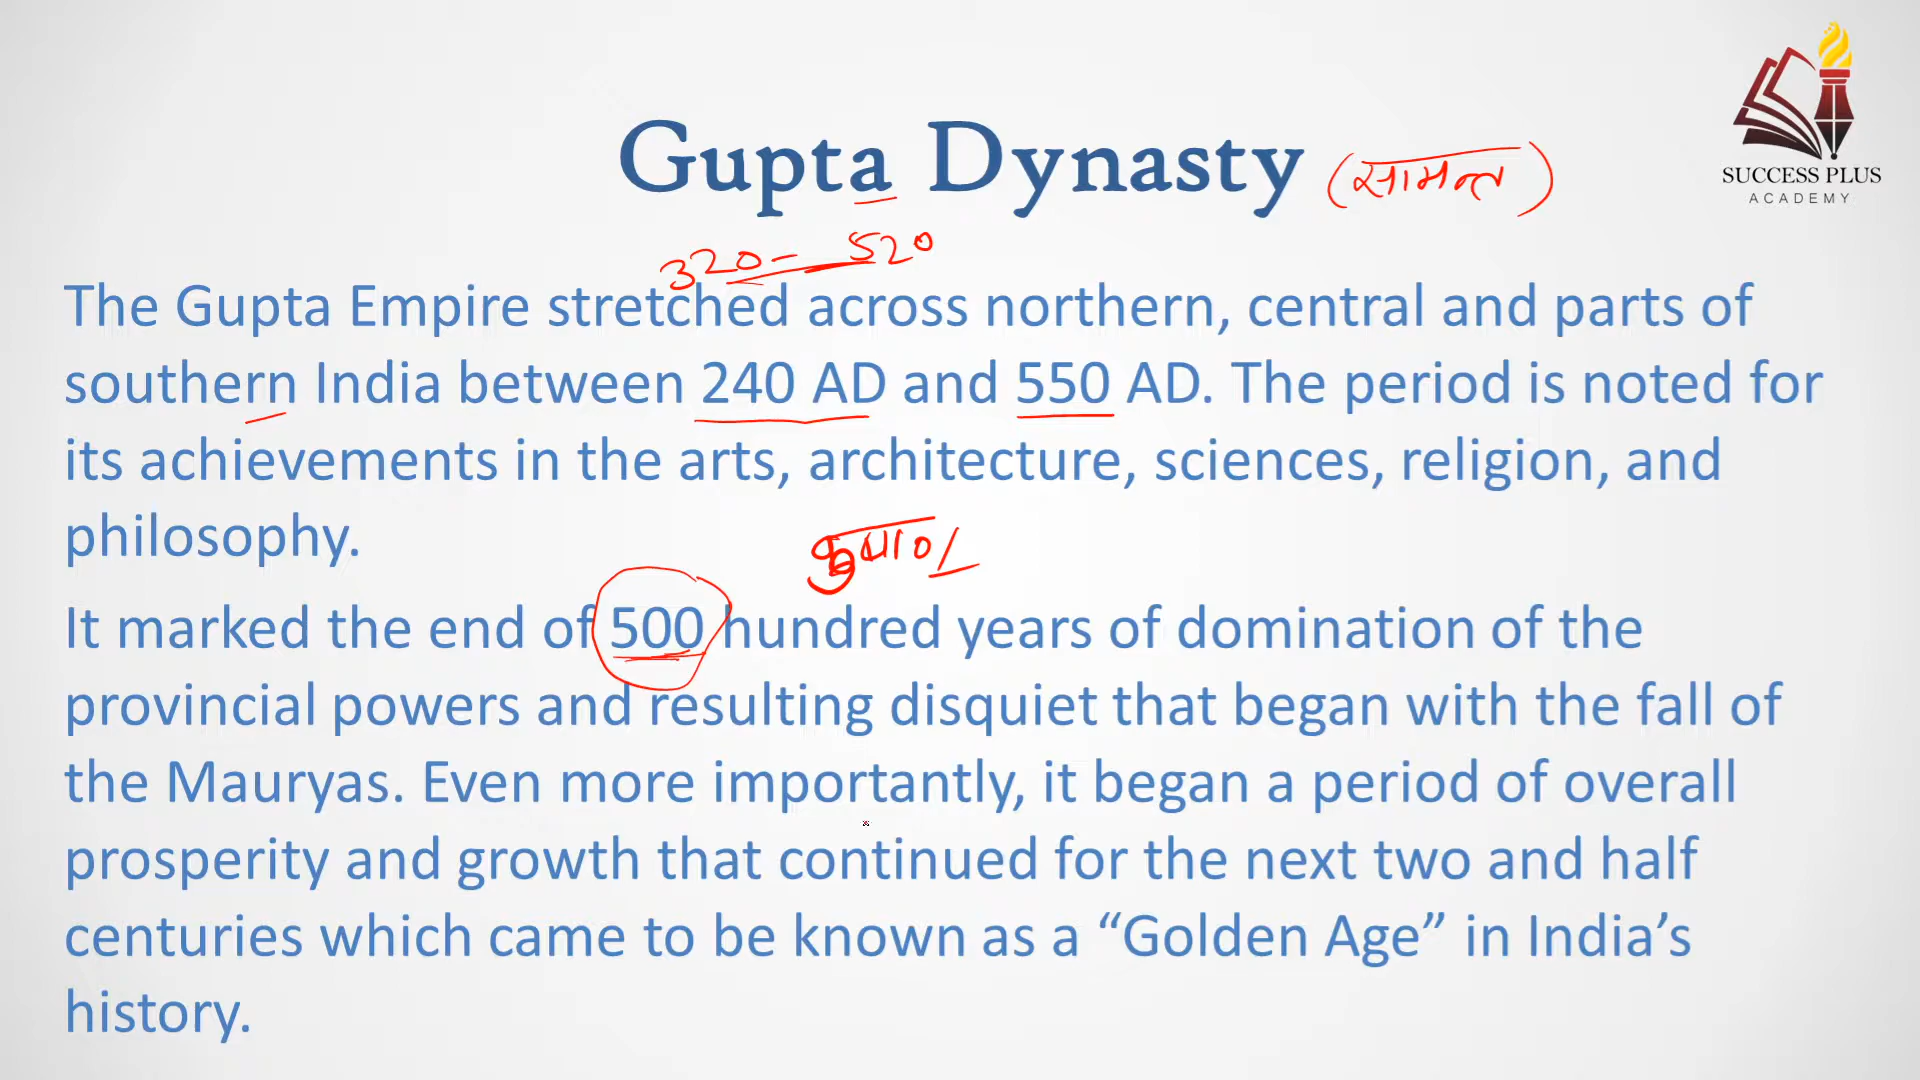 SUCCESS PLUS
ACADEMY
Gupta Dynasty (सामन्त)
320 - 520
The Gupta Empire stretched across northern, central and parts of
southern India between 240 AD and 550 AD. The period is noted for
its achievements in the arts, architecture, sciences, religion, and
philosophy.
It marked the end of 500 hundred years of domination of the
provincial powers and resulting disquiet that began with the fall of
the Mauryas. Even more importantly, it began a period of overall
prosperity and growth that continued for the next two and half
centuries which came to be known as a “Golden Age” in India’s
history.